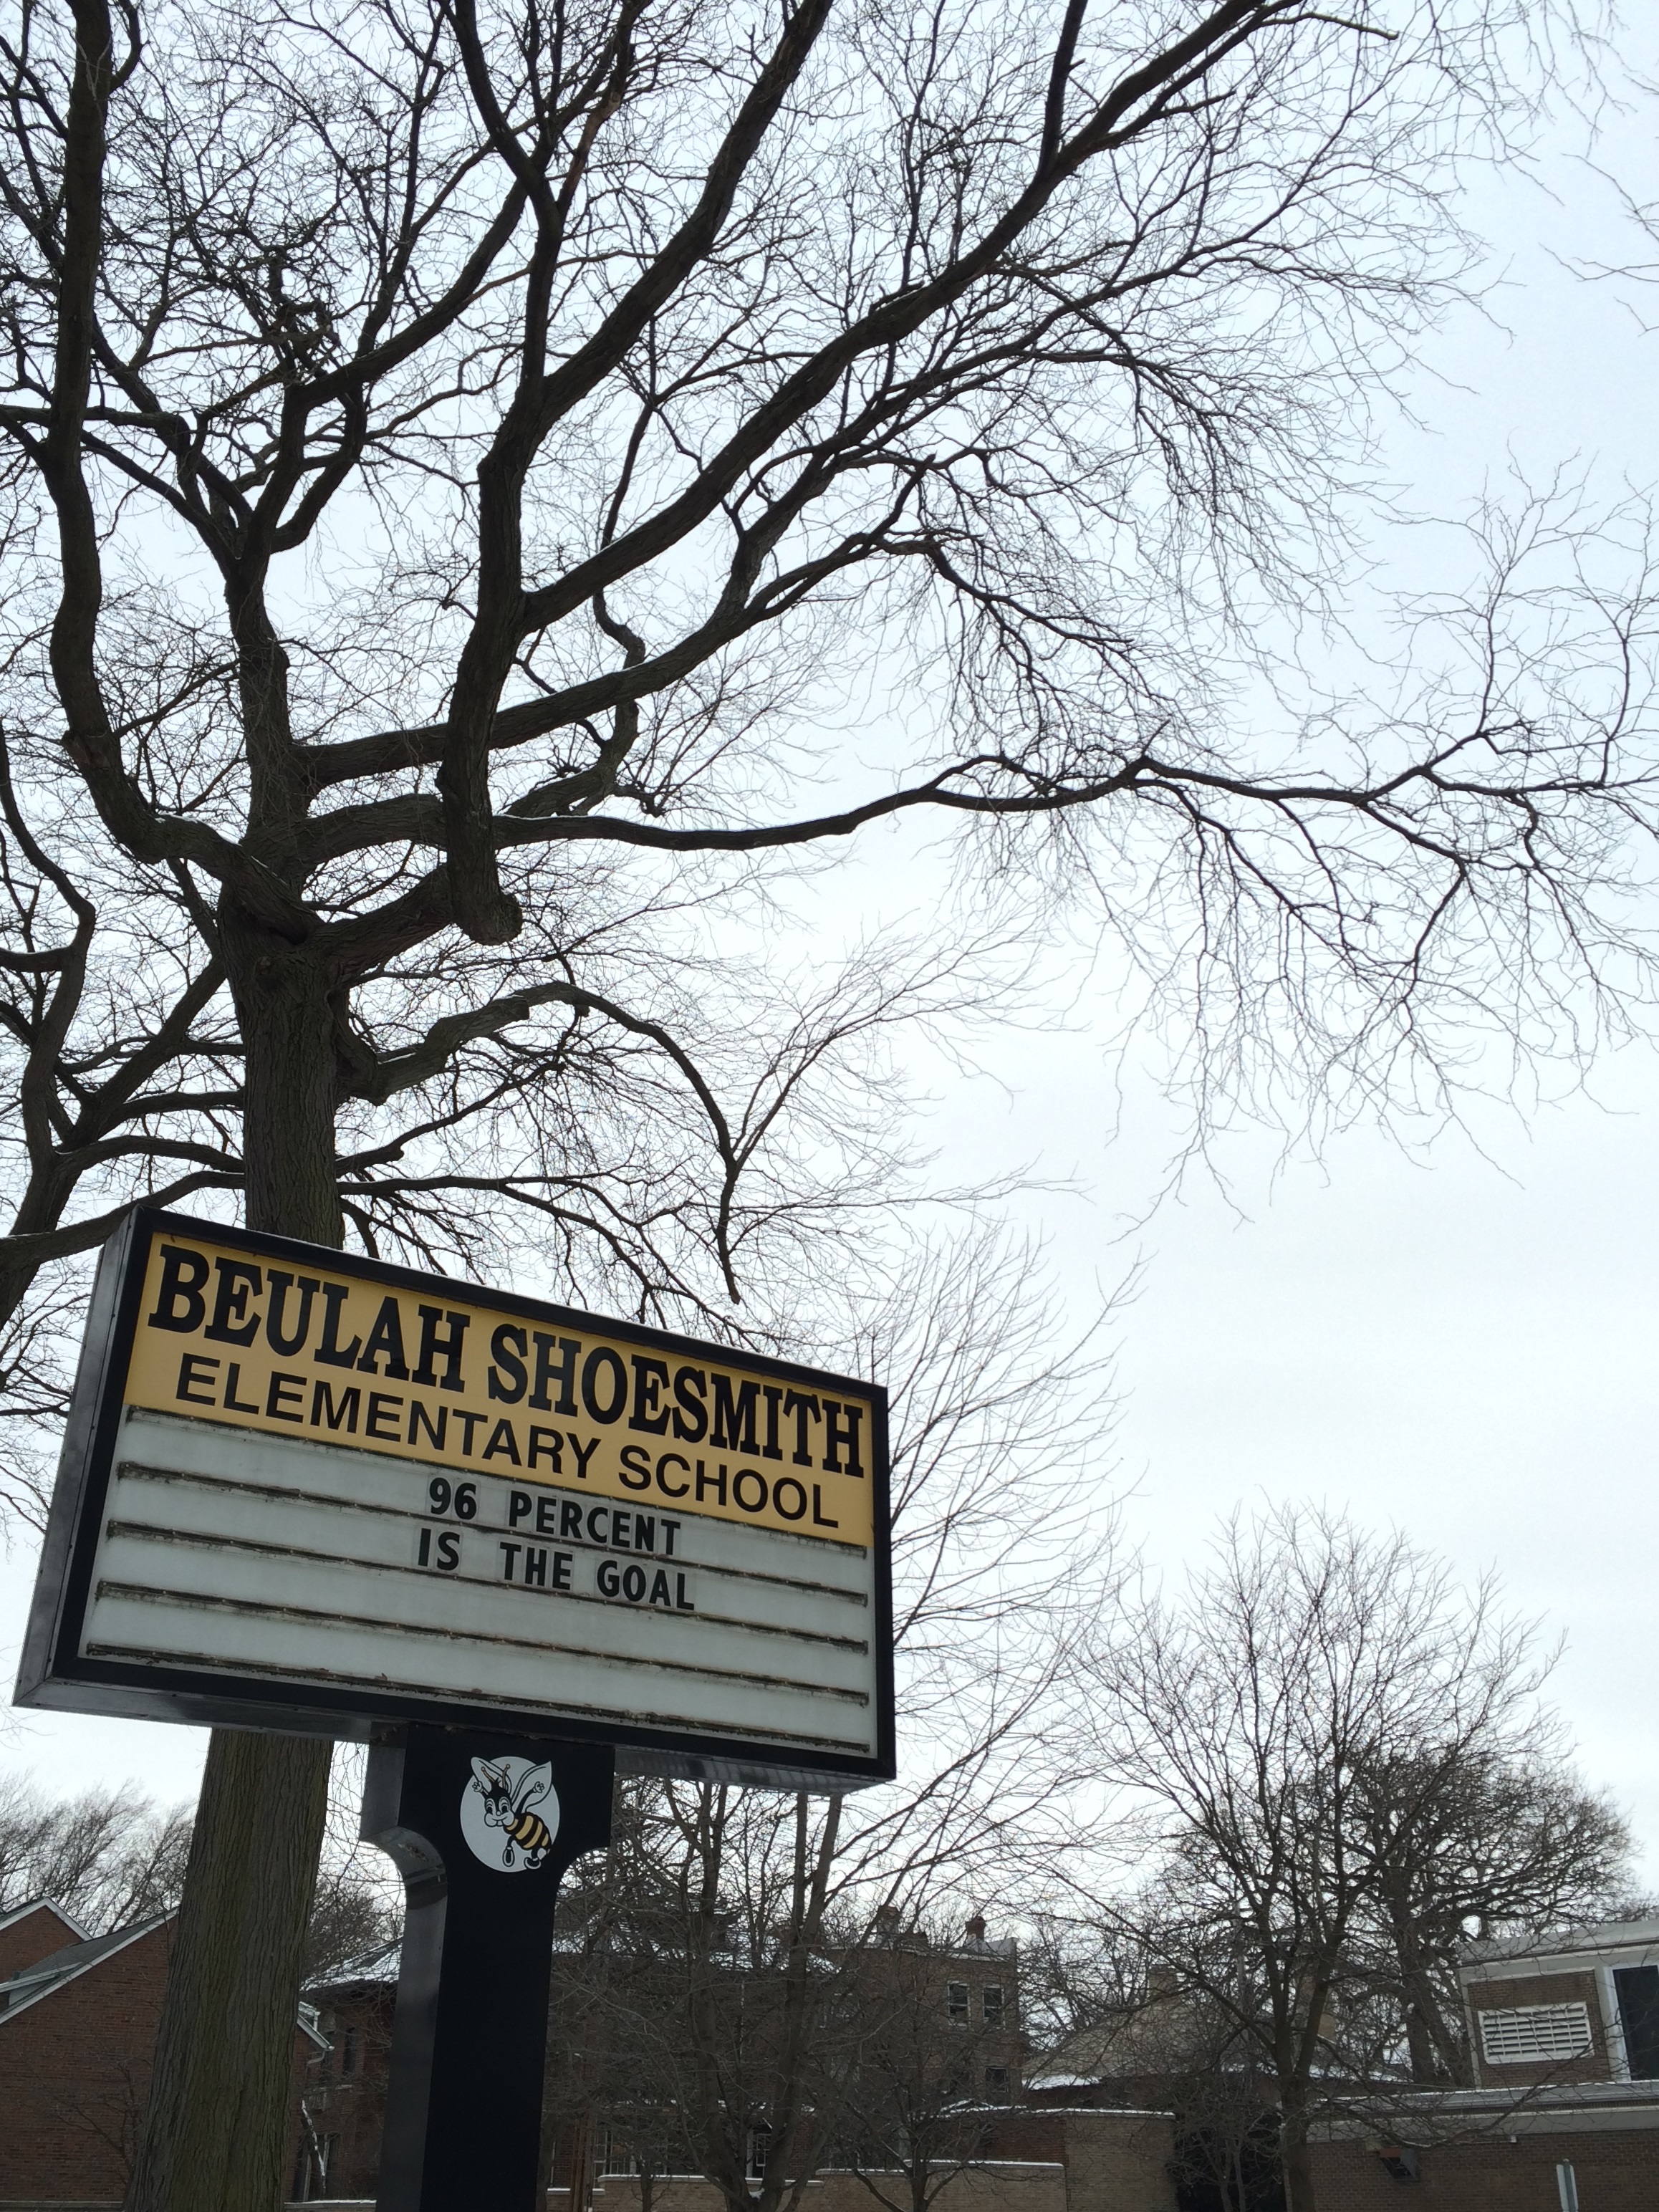 BEULAH SHOESMITH
ELEMENTARY SCHOOL
96 PERCENT
IS THE GOAL